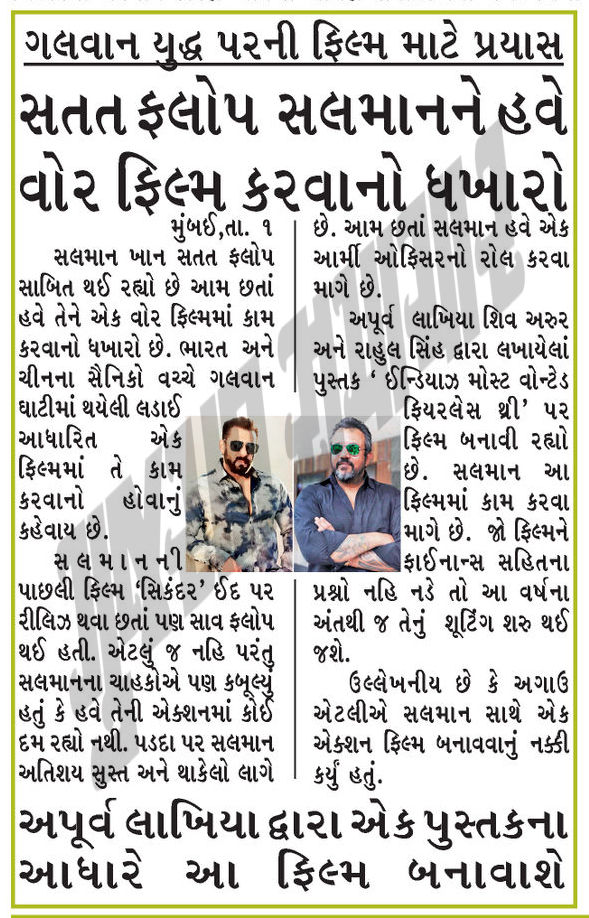 ગલવાન યુદ્ધ પરની ફિલ્મ માટે પ્રયાસ
સતત ફલોપ સલમાનને હવે
વોર ફિલ્મ કરવાનો ધખારો
મુંબઈ,તા. ૧
સલમાન ખાન સતત ફલોપ
સાબિત થઈ રહ્યો છે આમ છતાં
હવે તેને એક વોર ફિલ્મમાં કામ
કરવાનો ધખારો છે. ભારત અને
ચીનના સૈનિકો વચ્ચે ગલવાન
ઘાટીમાં થયેલી લડાઈ
આધારિત એક
ફિલ્મમાં તે કામ
કરવાનો હોવાનું
કહેવાય છે.
સલમાનની
પાછલી ફિલ્મ ‘સિકંદર’ ઈદ પર
રીલિઝ થવા છતાં પણ સાવ ફલોપ
થઈ હતી. એટલું જ નહિ પરંતુ
સલમાનના ચાહકોએ પણ કબૂલ્યું
હતું કે હવે તેની એક્શનમાં કોઈ
દમ રહ્યો નથી. પડદા પર સલમાન
અતિશય સુસ્ત અને થાકેલો લાગે
છે. આમ છતાં સલમાન હવે એક
આર્મી ઓફિસરનો રોલ કરવા
માગે છે.
અપૂર્વ લાખિયા શિવ અરુર
અને રાહુલ સિંહ દ્વારા લખાયેલાં
પુસ્તક ‘ ઈન્ડિયાઝ મોસ્ટ વોન્ટેડ
ફિયરલેસ થ્રી’ પર
ફિલ્મ બનાવી રહ્યો
છે. સલમાન આ
ફિલ્મમાં કામ કરવા
માગે છે. જો ફિલ્મને
ફાઈનાન્સ સહિતના
પ્રશ્નો નહિ નડે તો આ વર્ષના
અંતથી જ તેનું શૂટિંગ શરુ થઈ
જશે.
ઉલ્લેખનીય છે કે અગાઉ
એટલીએ સલમાન સાથે એક
એક્શન ફિલ્મ બનાવવાનું નક્કી
કર્યું હતું.
અપૂર્વ લાખિયા દ્વારા એક પુસ્તકના
આધારે આ ફિલ્મ બનાવાશે